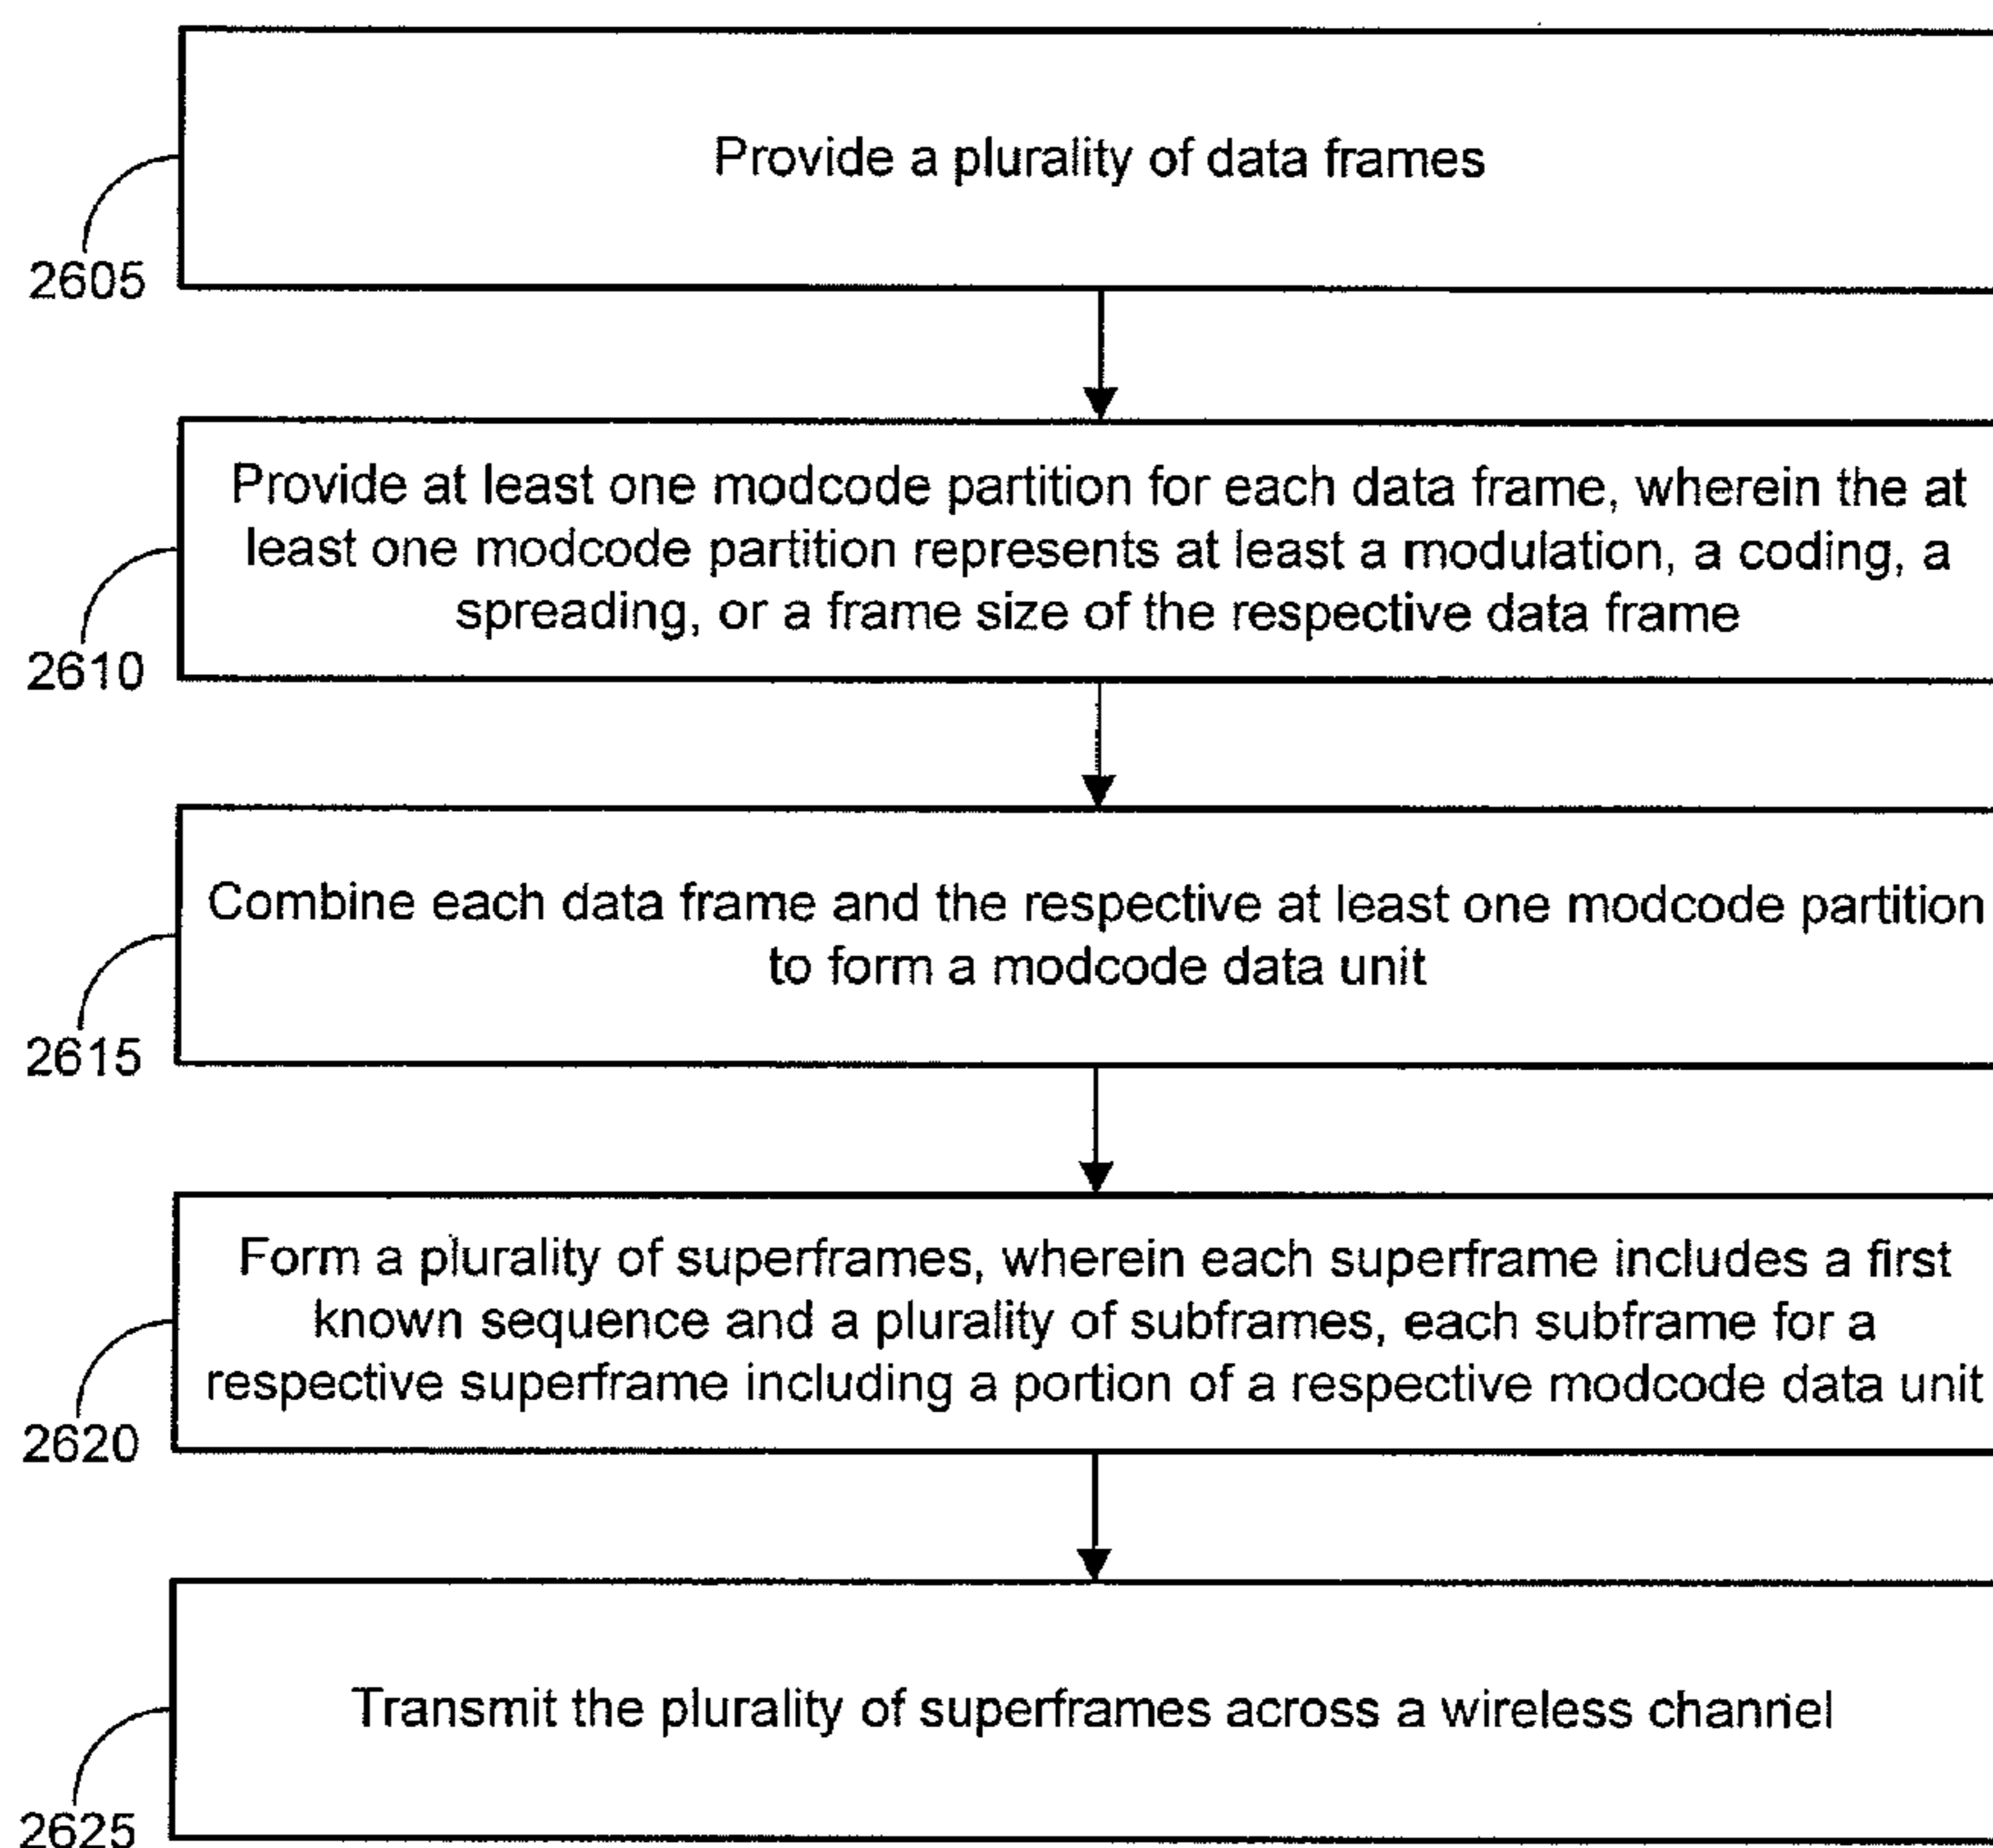 Provide a plurality of data frames
2605
Provide at least one modcode partition for each data frame, wherein the at
least one modcode partition represents at least a modulation, a coding, a
spreading, or a frame size of the respective data frame
2610
Combine each data frame and the respective at least one modcode partition
to form a modcode data unit
2615
Form a plurality of superframes, wherein each superframe includes a first
known sequence and a plurality of subframes, each subframe for a
respective superframe including a portion of a respective modcode data unit
2620
Transmit the plurality of superframes across a wireless channel
2625